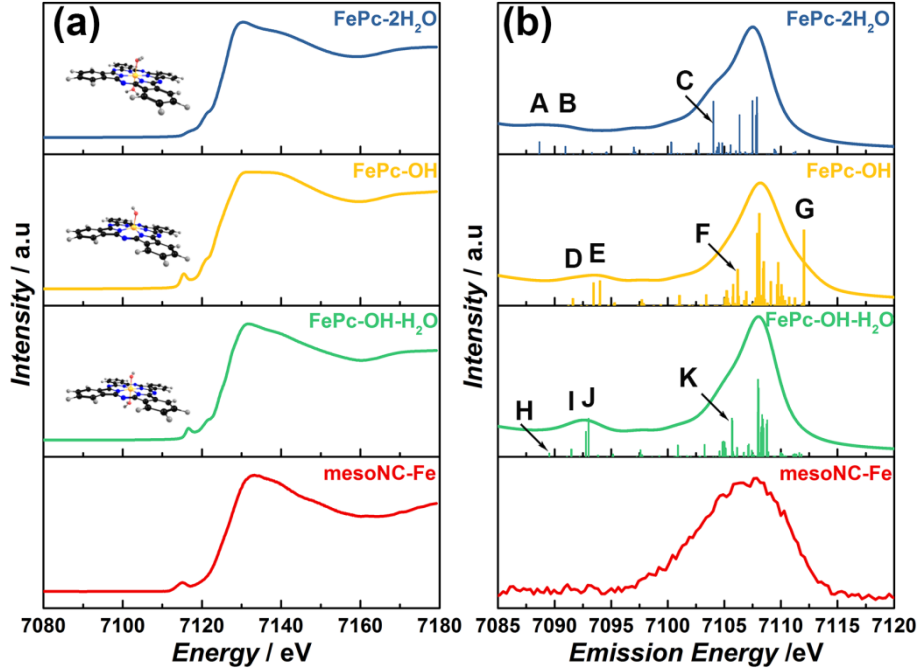 (a)
FePc-2H₂O
FePc-OH
FePc-OH-H₂O
mesoNC-Fe
Intensity / a.u
7080 7100 7120 7140 7160 7180
Energy / eV
(b)
FePc-2H₂O
A B C
FePc-OH
D E F G
FePc-OH-H₂O
H I J K
mesoNC-Fe
Intensity / a.u
7085 7090 7095 7100 7105 7110 7115 7120
Emission Energy / eV